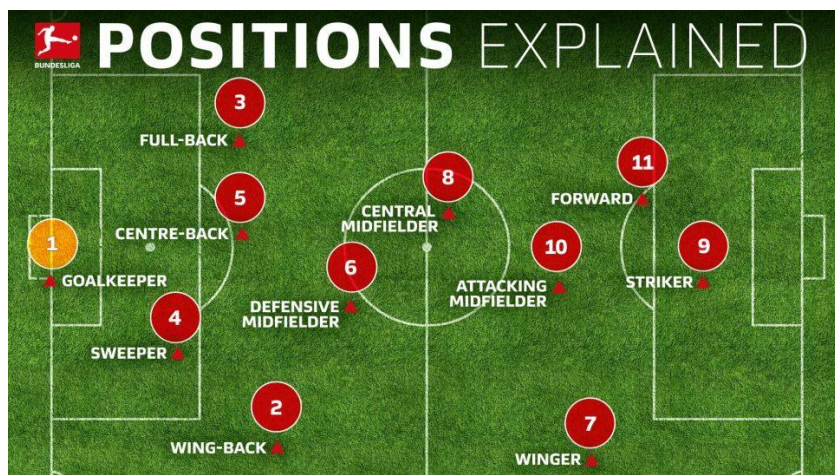 POSITIONS EXPLAINED
BUNDESLIGA
3
FULL-BACK
5
CENTRE-BACK
1
GOALKEEPER
4
SWEEPER
2
WING-BACK
8
CENTRAL
MIDFIELDER
6
DEFENSIVE
MIDFIELDER
10
ATTACKING
MIDFIELDER
11
FORWARD
9
STRIKER
7
WINGER